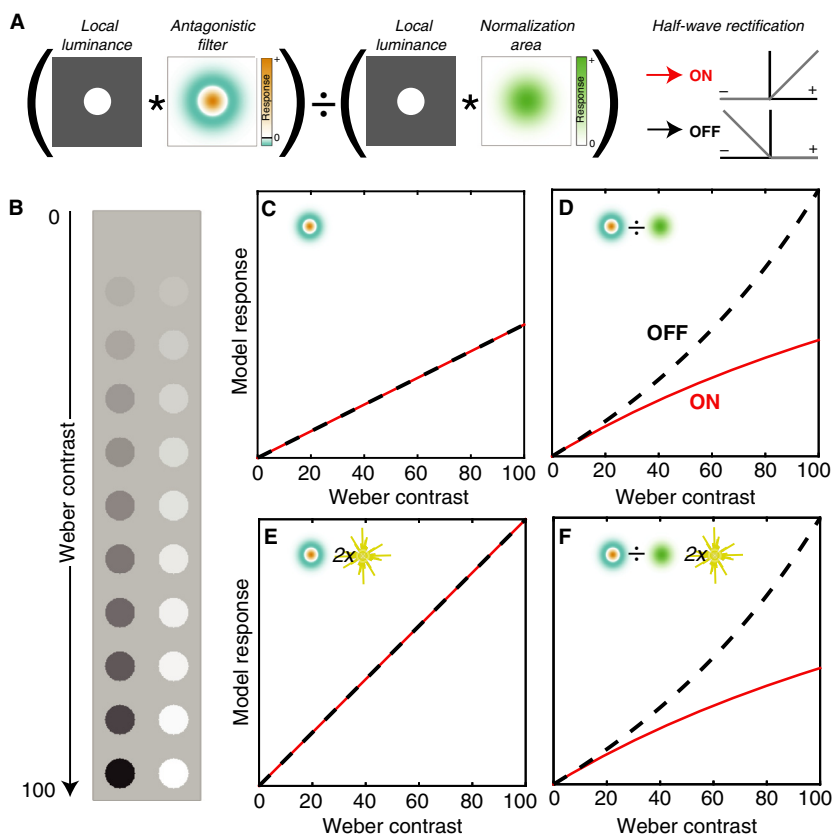 A
Local
luminance
Antagonistic
filter
Response
+
0
*
÷
Local
luminance
Normalization
area
Response
+
0
*
Half-wave rectification
ON
−
+
OFF
−
+
B
0
Weber contrast
100
C
Model response
0 20 40 60 80 100
Weber contrast
D
÷
OFF
ON
0 20 40 60 80 100
Weber contrast
E
2x
Model response
0 20 40 60 80 100
Weber contrast
F
÷
2x
0 20 40 60 80 100
Weber contrast